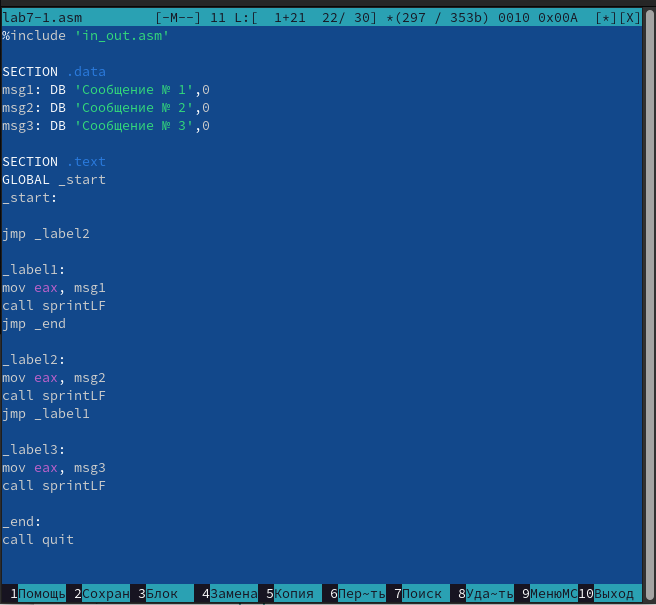 lab7-1.asm [-M--] 11 L:[ 1+21 22/ 30] *(297 / 353b) 0010 0x00A [*][X]
%include 'in_out.asm'
SECTION .data
msg1: DB 'Сообщение № 1',0
msg2: DB 'Сообщение № 2',0
msg3: DB 'Сообщение № 3',0
SECTION .text
GLOBAL _start
_start:
jmp _label2
_label1:
mov eax, msg1
call sprintLF
jmp _end
_label2:
mov eax, msg2
call sprintLF
jmp _label1
_label3:
mov eax, msg3
call sprintLF
_end:
call quit
1Помощь 2Сохран 3Блок 4Замена 5Копия 6Пер~ть 7Поиск 8Уда~ть 9МенюМС 10Выход